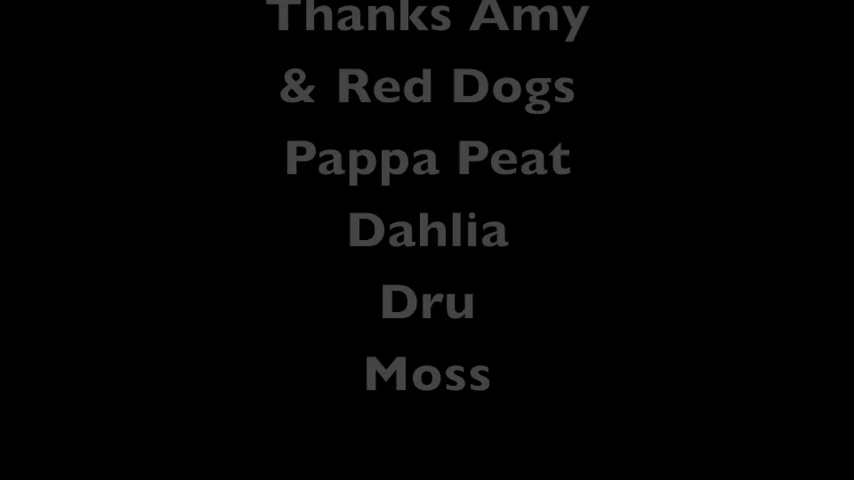 Thanks Amy
& Red Dogs
Pappa Peat
Dahlia
Dru
Moss